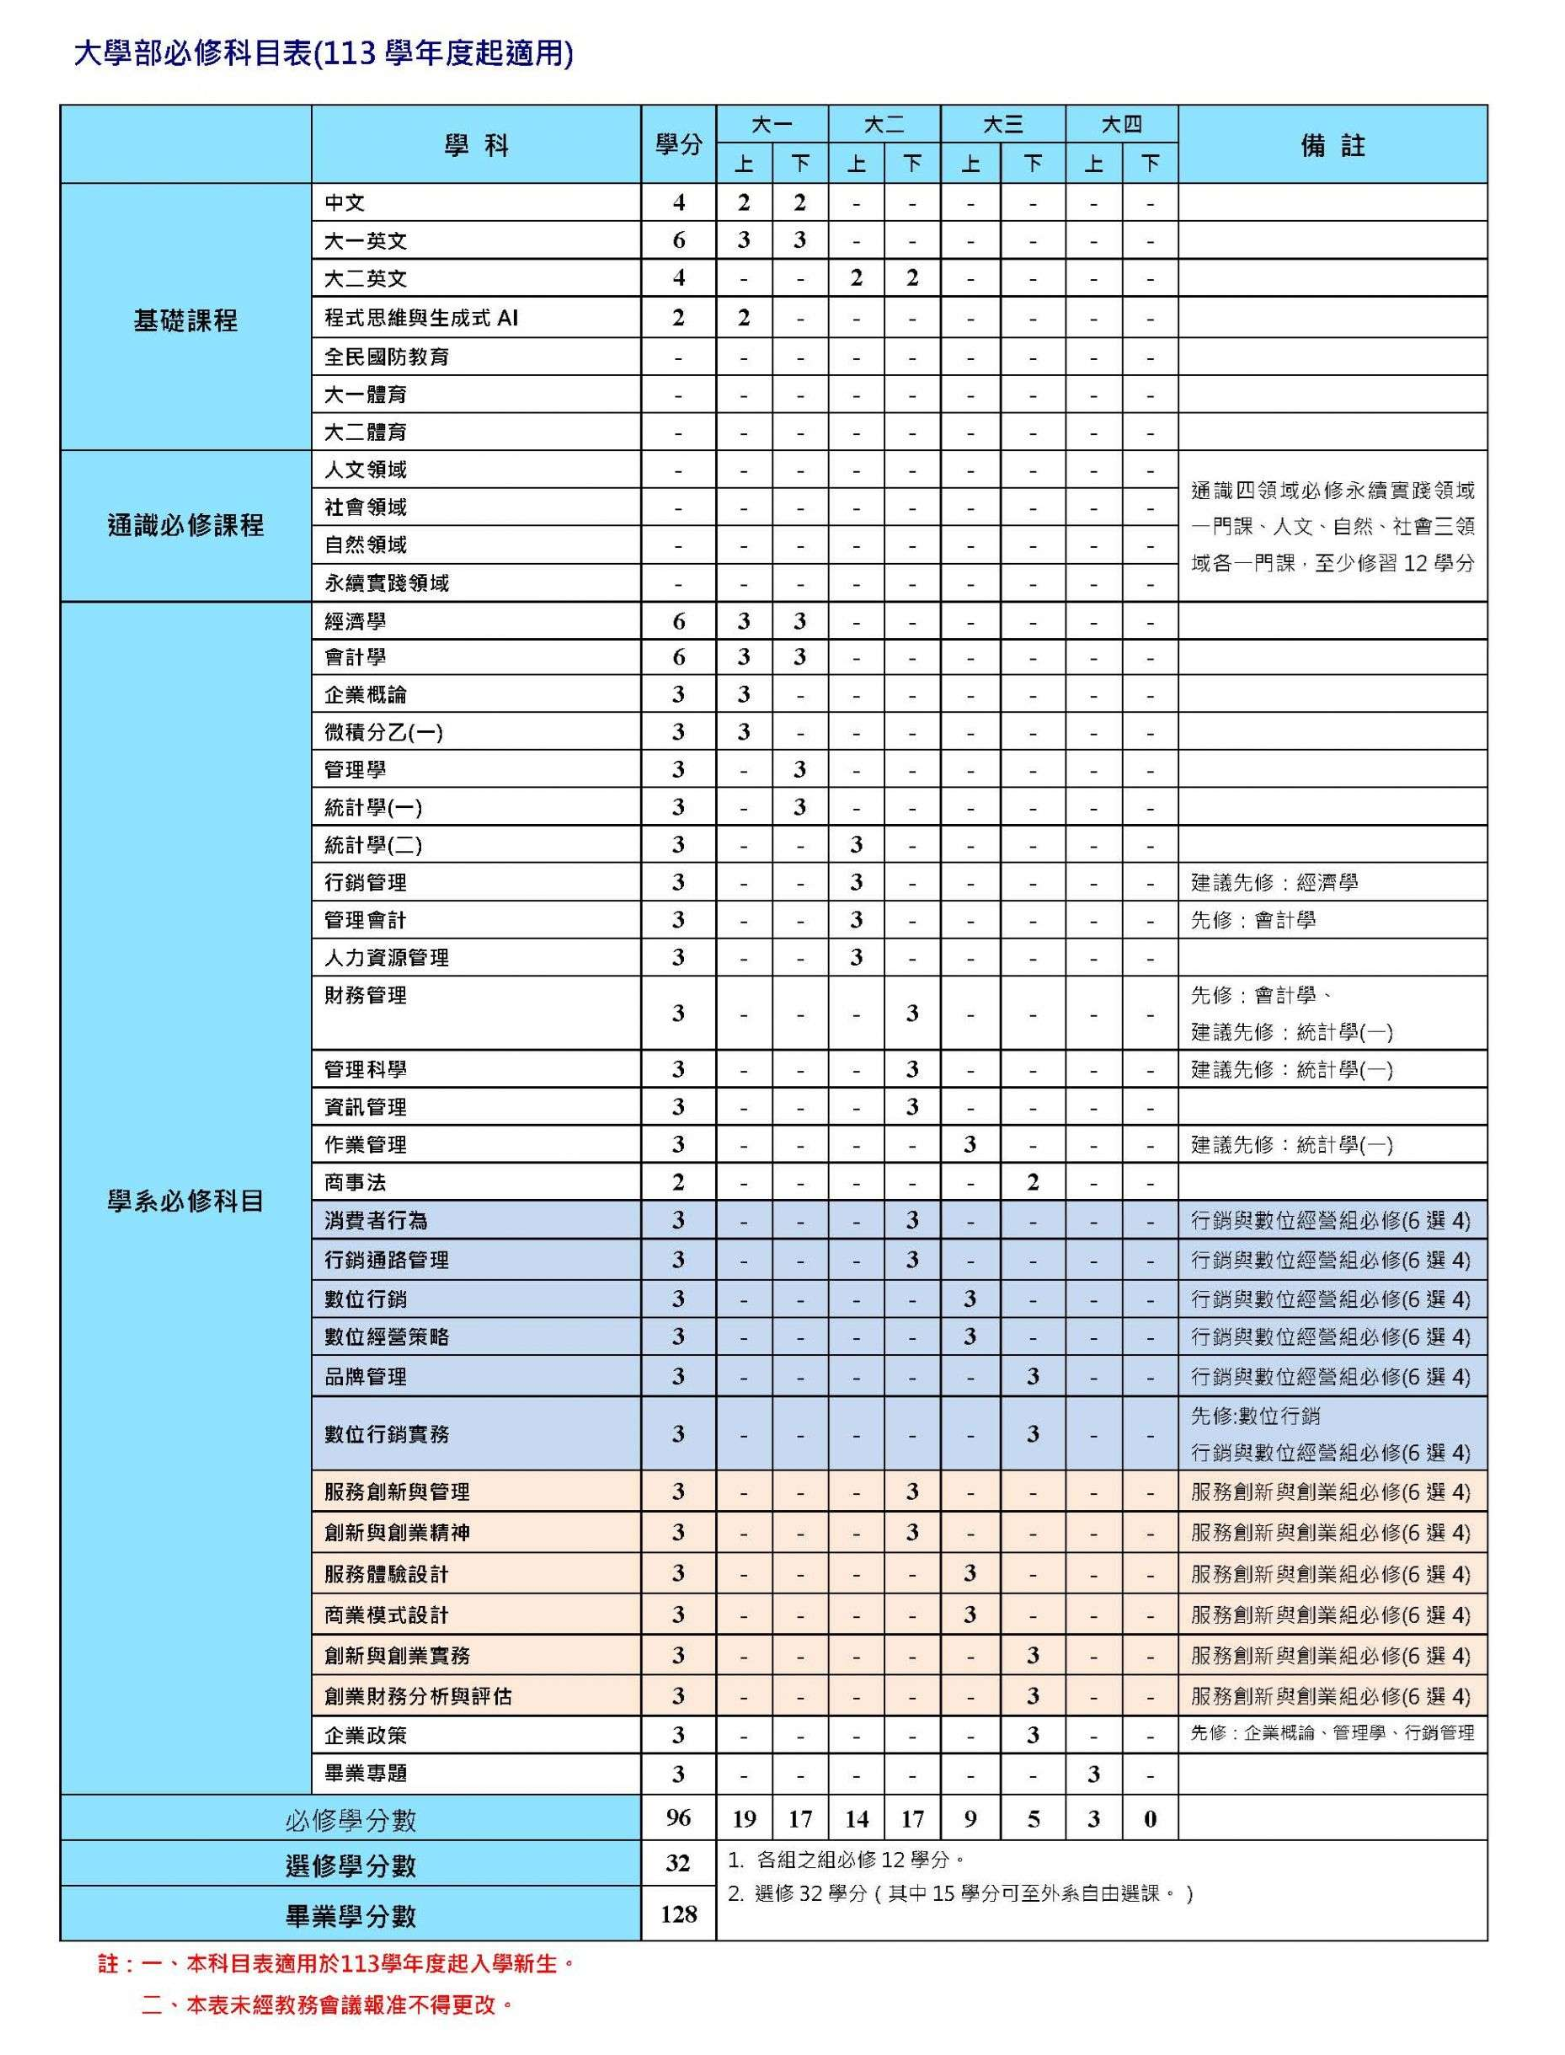 大學部必修科目表(113 學年度起適用)
學 科 學分 大一 大二 大三 大四 備 註
上 下 上 下 上 下 上 下
基礎課程
中文 4 2 2 - - - - - -
大一英文 6 3 3 - - - - - -
大二英文 4 - - 2 2 - - - -
程式思維與生成式 AI 2 2 - - - - - - -
全民國防教育 - - - - - - - - -
大一體育 - - - - - - - - -
大二體育 - - - - - - - - -
通識必修課程
人文領域 - - - - - - - - -
社會領域 - - - - - - - - -
自然領域 - - - - - - - - -
永續實踐領域 - - - - - - - - -
通識四領域必修永續實踐領域
一門課、人文、自然、社會三領
域各一門課，至少修習 12 學分
學系必修科目
經濟學 6 3 3 - - - - - -
會計學 6 3 3 - - - - - -
企業概論 3 3 - - - - - - -
微積分乙(一) 3 3 - - - - - - -
管理學 3 - 3 - - - - - -
統計學(一) 3 - 3 - - - - - -
統計學(二) 3 - - 3 - - - - -
行銷管理 3 - - 3 - - - - - 建議先修：經濟學
管理會計 3 - - 3 - - - - - 先修：會計學
人力資源管理 3 - - 3 - - - - -
財務管理 3 - - - 3 - - - - 先修：會計學、
建議先修：統計學(一)
管理科學 3 - - - 3 - - - - 建議先修：統計學(一)
資訊管理 3 - - - 3 - - - -
作業管理 3 - - - - 3 - - - 建議先修：統計學(一)
商事法 2 - - - - - 2 - -
消費者行為 3 - - - 3 - - - - 行銷與數位經營組必修(6 選 4)
行銷通路管理 3 - - - 3 - - - - 行銷與數位經營組必修(6 選 4)
數位行銷 3 - - - - 3 - - - 行銷與數位經營組必修(6 選 4)
數位經營策略 3 - - - - 3 - - - 行銷與數位經營組必修(6 選 4)
品牌管理 3 - - - - - 3 - - 行銷與數位經營組必修(6 選 4)
數位行銷實務 3 - - - - - 3 - - 先修:數位行銷
行銷與數位經營組必修(6 選 4)
服務創新與管理 3 - - - 3 - - - - 服務創新與創業組必修(6 選 4)
創新與創業精神 3 - - - 3 - - - - 服務創新與創業組必修(6 選 4)
服務體驗設計 3 - - - - 3 - - - 服務創新與創業組必修(6 選 4)
商業模式設計 3 - - - - 3 - - - 服務創新與創業組必修(6 選 4)
創新與創業實務 3 - - - - - 3 - - 服務創新與創業組必修(6 選 4)
創業財務分析與評估 3 - - - - - 3 - - 服務創新與創業組必修(6 選 4)
企業政策 3 - - - - - 3 - - 先修：企業概論、管理學、行銷管理
畢業專題 3 - - - - - - 3 -
必修學分數 96 19 17 14 17 9 5 3 0
選修學分數 32
畢業學分數 128
1. 各組之組必修 12 學分。
2. 選修 32 學分（其中 15 學分可至外系自由選課。）
註：一、本科目表適用於113學年度起入學新生。
二、本表未經教務會議報准不得更改。